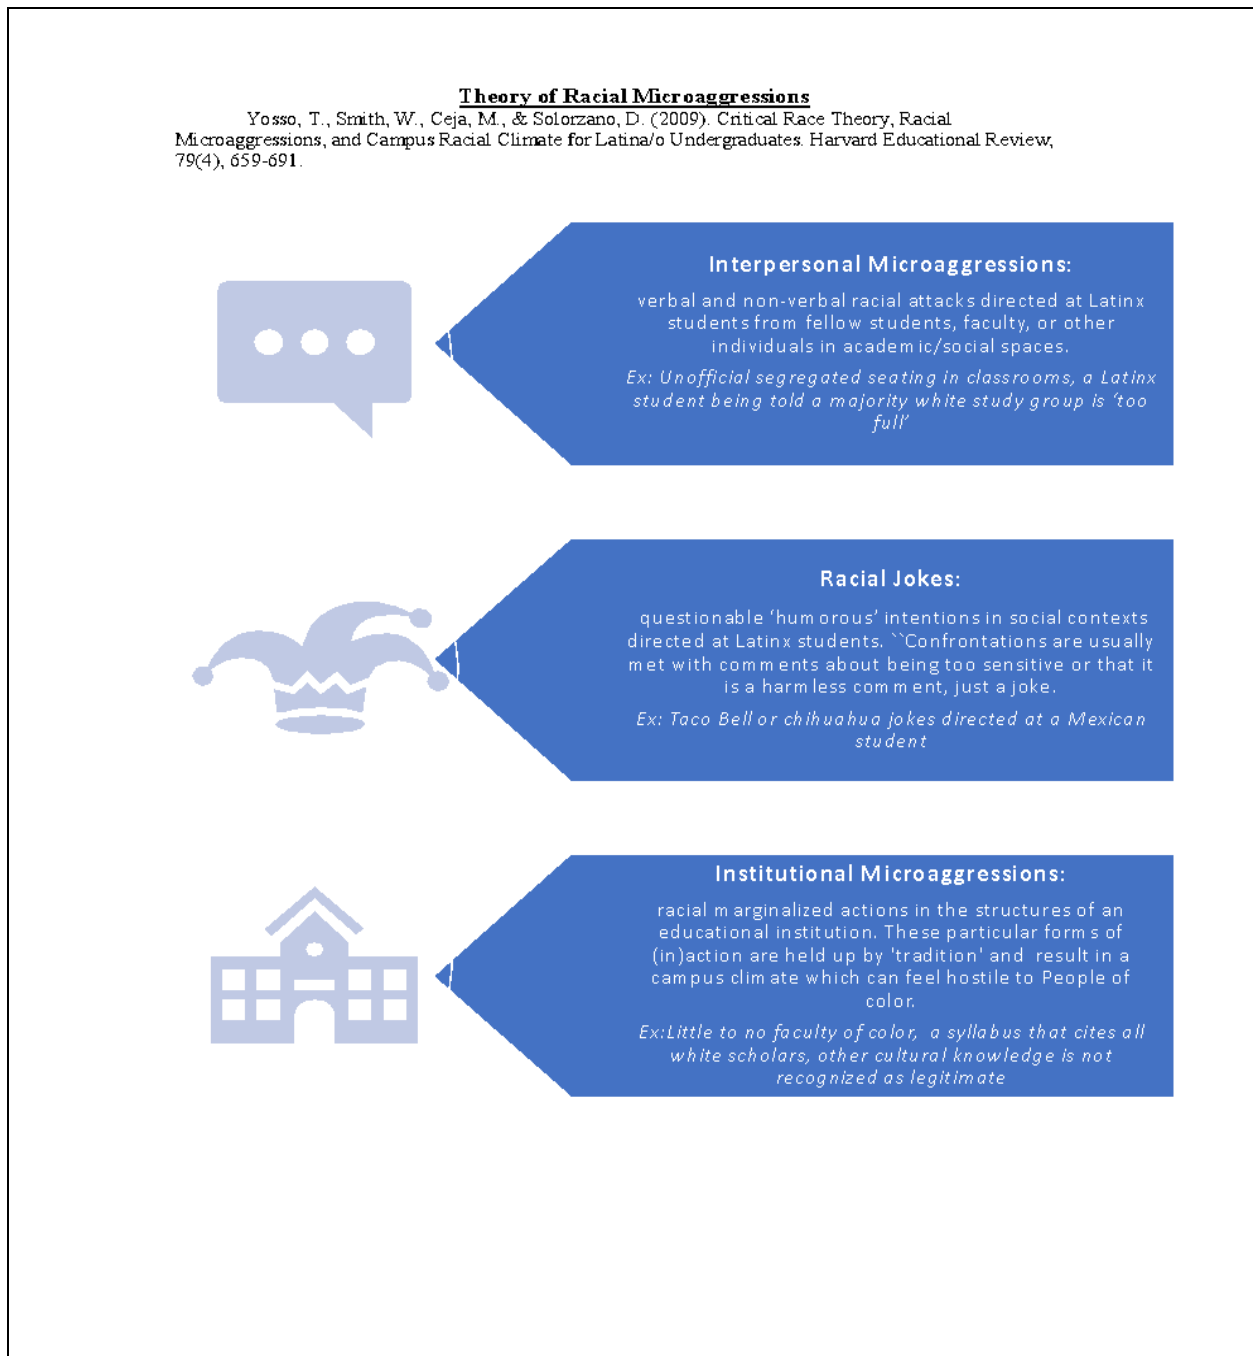 Theory of Racial Microaggressions
Yosso, T., Smith, W., Ceja, M., & Solorzano, D. (2009). Critical Race Theory, Racial
Microaggressions, and Campus Racial Climate for Latina/o Undergraduates. Harvard Educational Review,
79(4), 659-691.
Interpersonal Microaggressions:
verbal and non-verbal racial attacks directed at Latinx
students from fellow students, faculty, or other
individuals in academic/social spaces.
Ex: Unofficial segregated seating in classrooms, a Latinx
student being told a majority white study group is ‘too
full’
Racial Jokes:
questionable ‘humorous’ intentions in social contexts
directed at Latinx students. ``Confrontations are usually
met with comments about being too sensitive or that it
is a harmless comment, just a joke.
Ex: Taco Bell or chihuahua jokes directed at a Mexican
student
Institutional Microaggressions:
racial marginalized actions in the structures of an
educational institution. These particular forms of
(in)action are held up by 'tradition' and result in a
campus climate which can feel hostile to People of
color.
Ex:Little to no faculty of color, a syllabus that cites all
white scholars, other cultural knowledge is not
recognized as legitimate